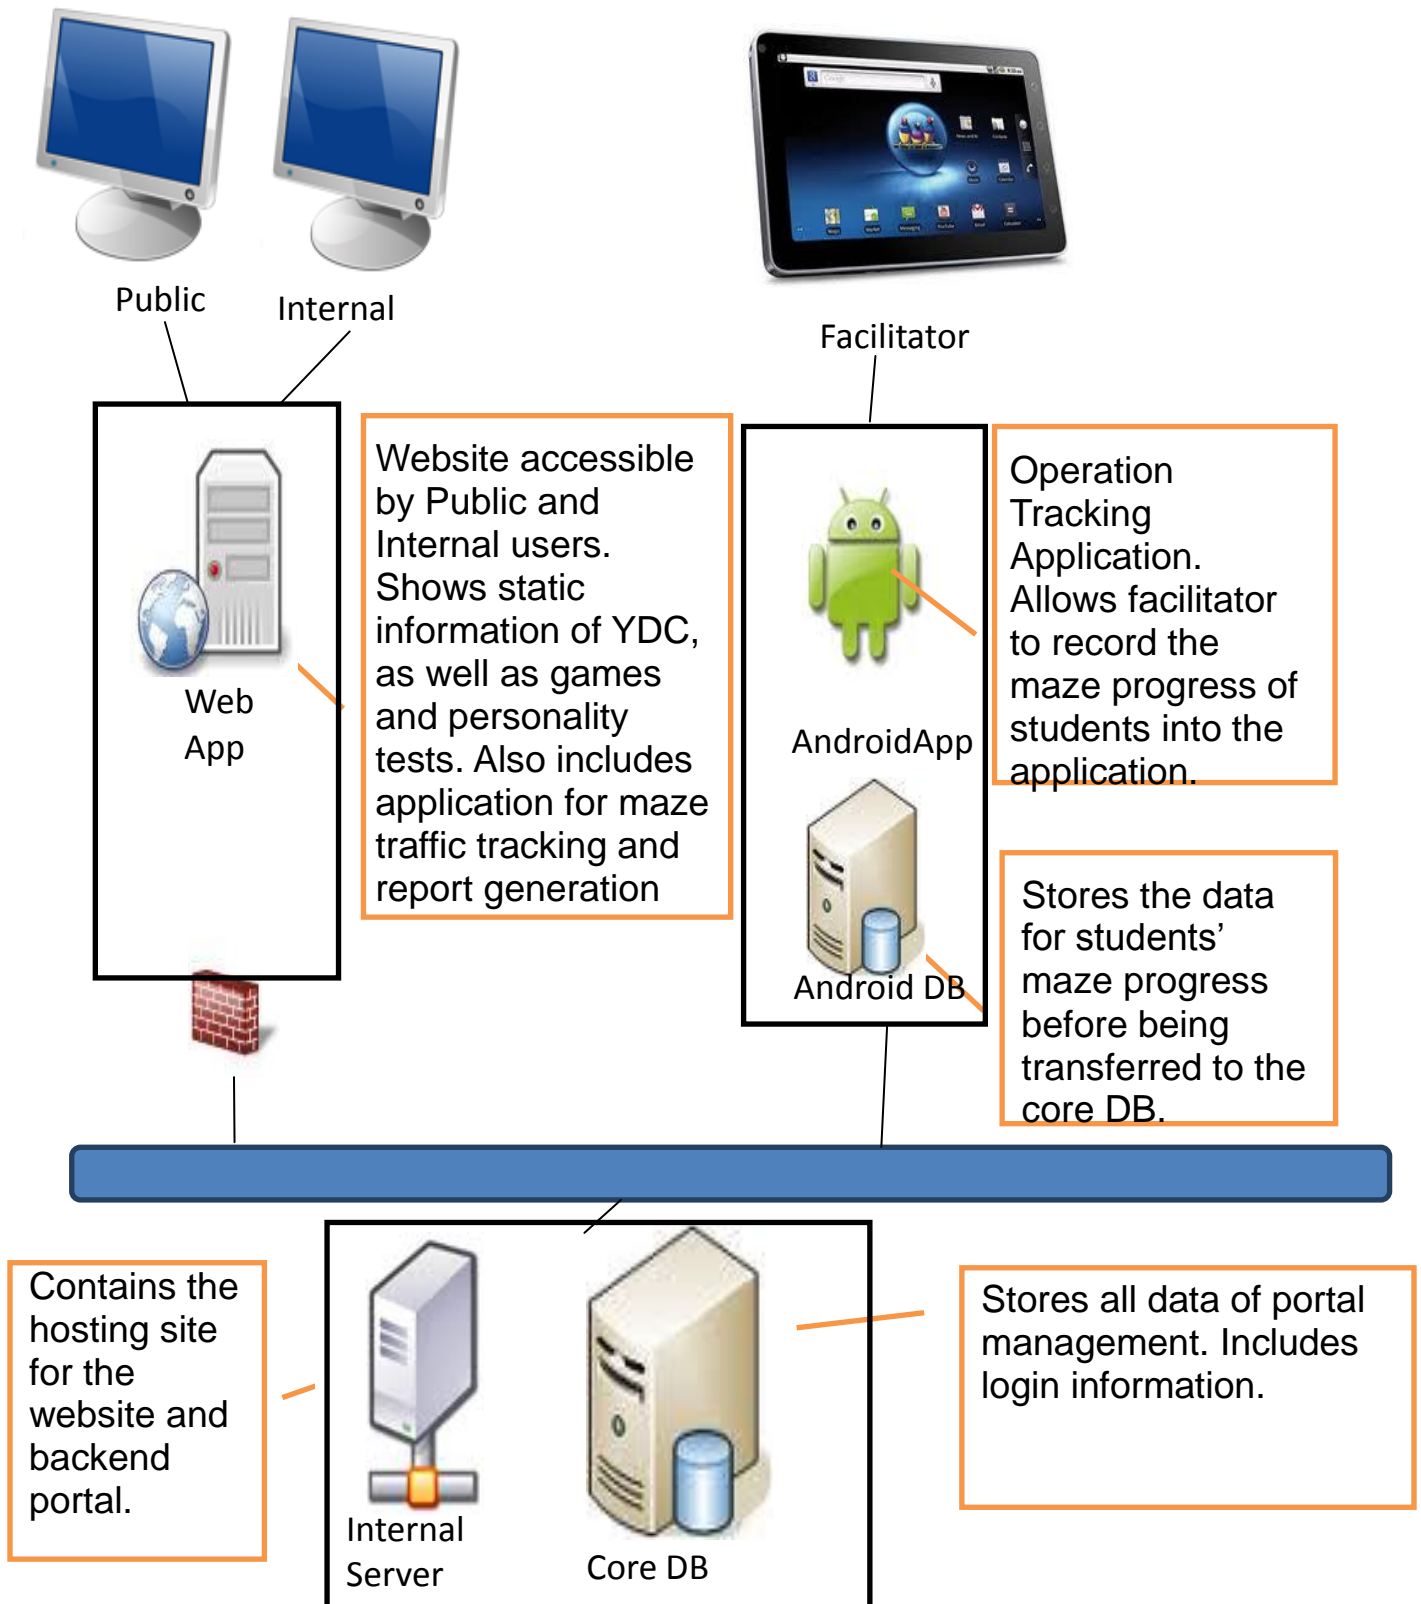 Public
Internal
Facilitator
Google
Web
App
Website accessible
by Public and
Internal users.
Shows static
information of YDC,
as well as games
and personality
tests. Also includes
application for maze
traffic tracking and
report generation
AndroidApp
Android DB
Operation
Tracking
Application.
Allows facilitator
to record the
maze progress of
students into the
application.
Stores the data
for students’
maze progress
before being
transferred to the
core DB.
Contains the
hosting site
for the
website and
backend
portal.
Internal
Server
Core DB
Stores all data of portal
management. Includes
login information.